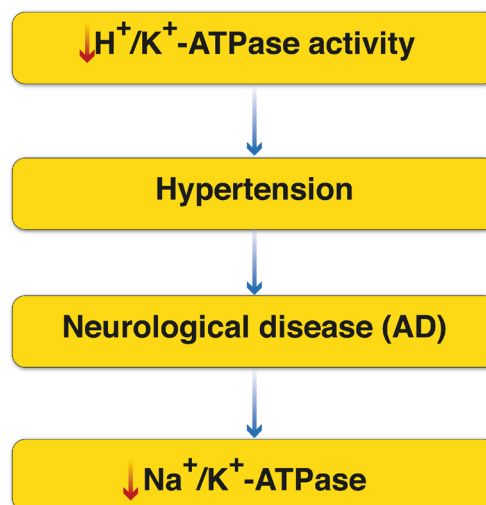 ↓H⁺/K⁺-ATPase activity
Hypertension
Neurological disease (AD)
↓Na⁺/K⁺-ATPase